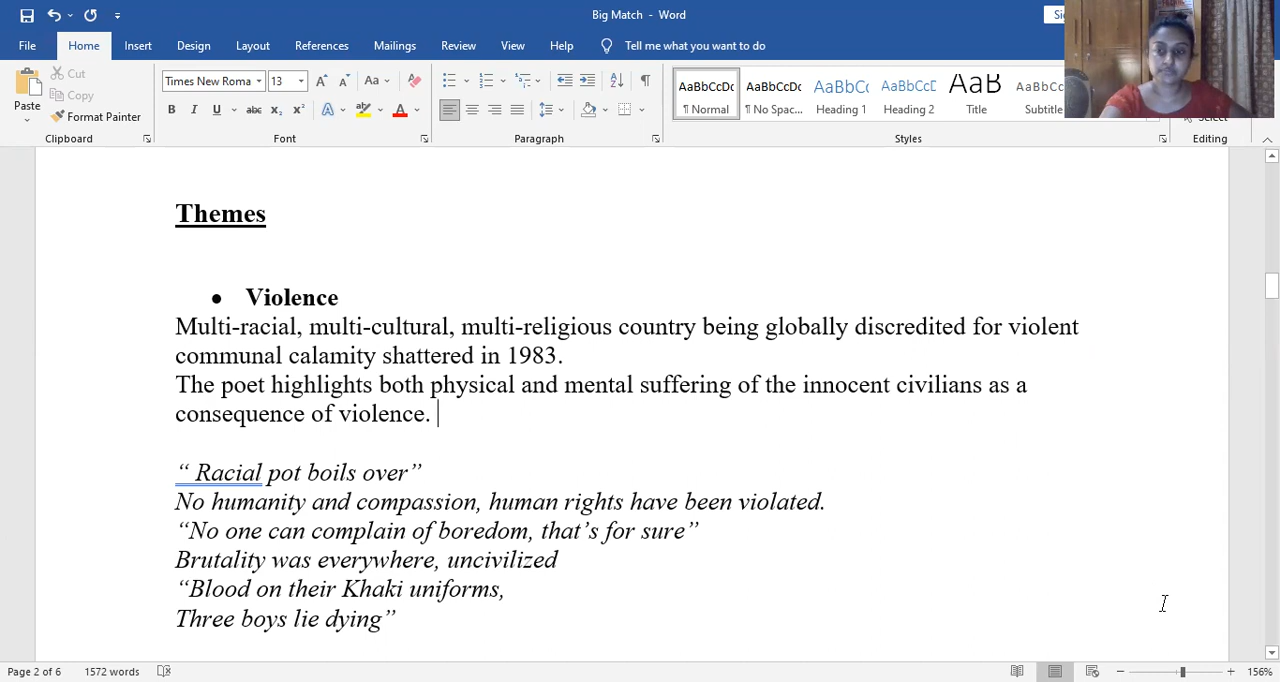 Big Match - Word
File Home Insert Design Layout References Mailings Review View Help Tell me what you want to do
Cut
Copy
Paste
Format Painter
Clipboard
Times New Roma 13
Font
Paragraph
AaBbCcDc AaBbCcDc AaBbC AaBbCcD AaB
¶ Normal ¶ No Spac... Heading 1 Heading 2 Title Subtitle
Styles
Editing
Themes
• Violence
Multi-racial, multi-cultural, multi-religious country being globally discredited for violent
communal calamity shattered in 1983.
The poet highlights both physical and mental suffering of the innocent civilians as a
consequence of violence.
“ Racial pot boils over”
No humanity and compassion, human rights have been violated.
“No one can complain of boredom, that’s for sure”
Brutality was everywhere, uncivilized
“Blood on their Khaki uniforms,
Three boys lie dying”
Page 2 of 6 1572 words 156%